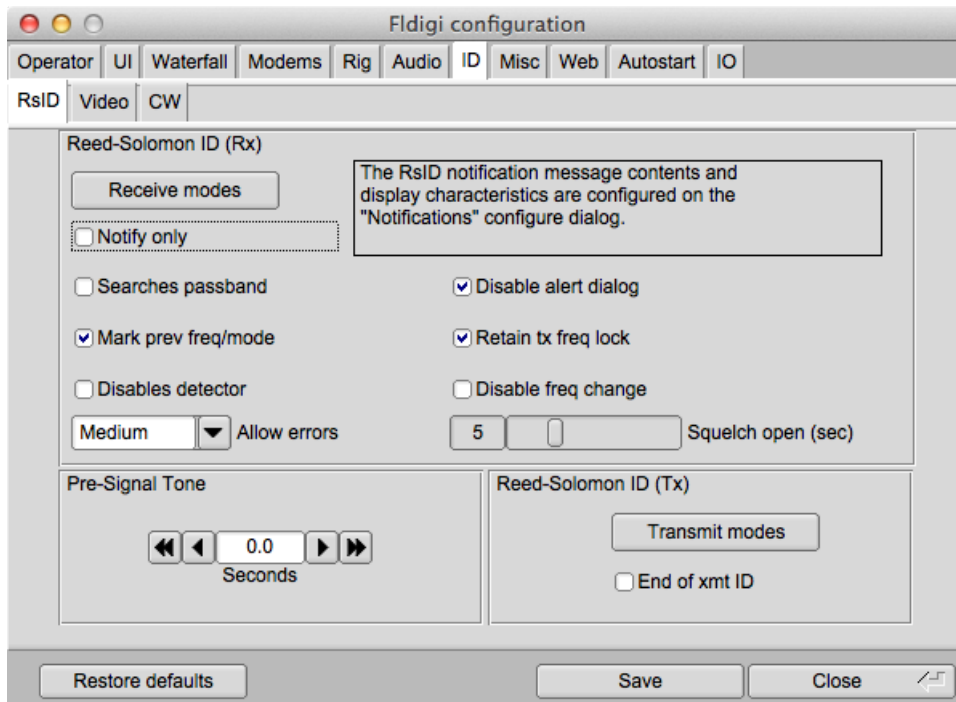 Fldigi configuration
Operator UI Waterfall Modems Rig Audio ID Misc Web Autostart IO
RsID Video CW
Reed-Solomon ID (Rx)
Receive modes
The RsID notification message contents and
display characteristics are configured on the
"Notifications" configure dialog.
Notify only
Searches passband
Disable alert dialog
Mark prev freq/mode
Retain tx freq lock
Disables detector
Disable freq change
Medium Allow errors
5 Squelch open (sec)
Pre-Signal Tone
0.0
Seconds
Reed-Solomon ID (Tx)
Transmit modes
End of xmt ID
Restore defaults
Save
Close